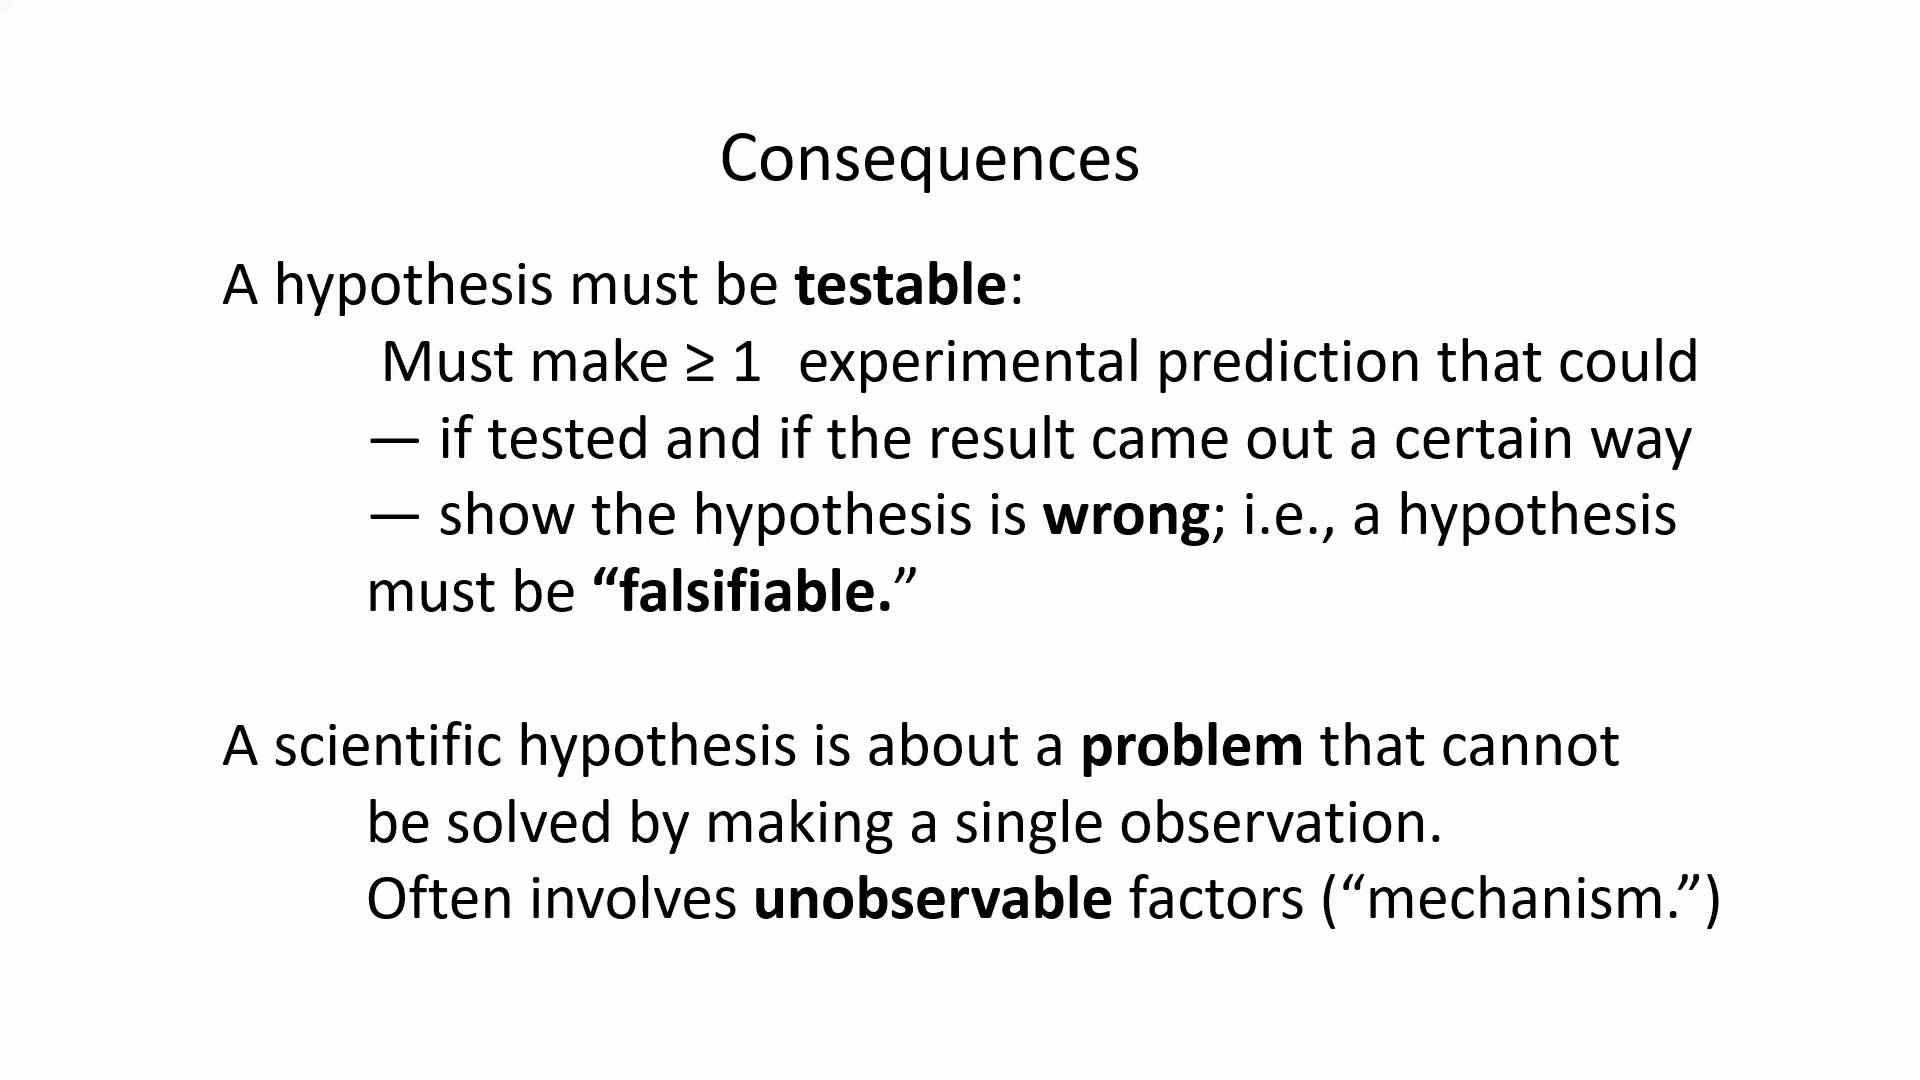 Consequences
A hypothesis must be testable:
Must make ≥ 1 experimental prediction that could
— if tested and if the result came out a certain way
— show the hypothesis is wrong; i.e., a hypothesis
must be “falsifiable.”
A scientific hypothesis is about a problem that cannot
be solved by making a single observation.
Often involves unobservable factors (“mechanism.”)